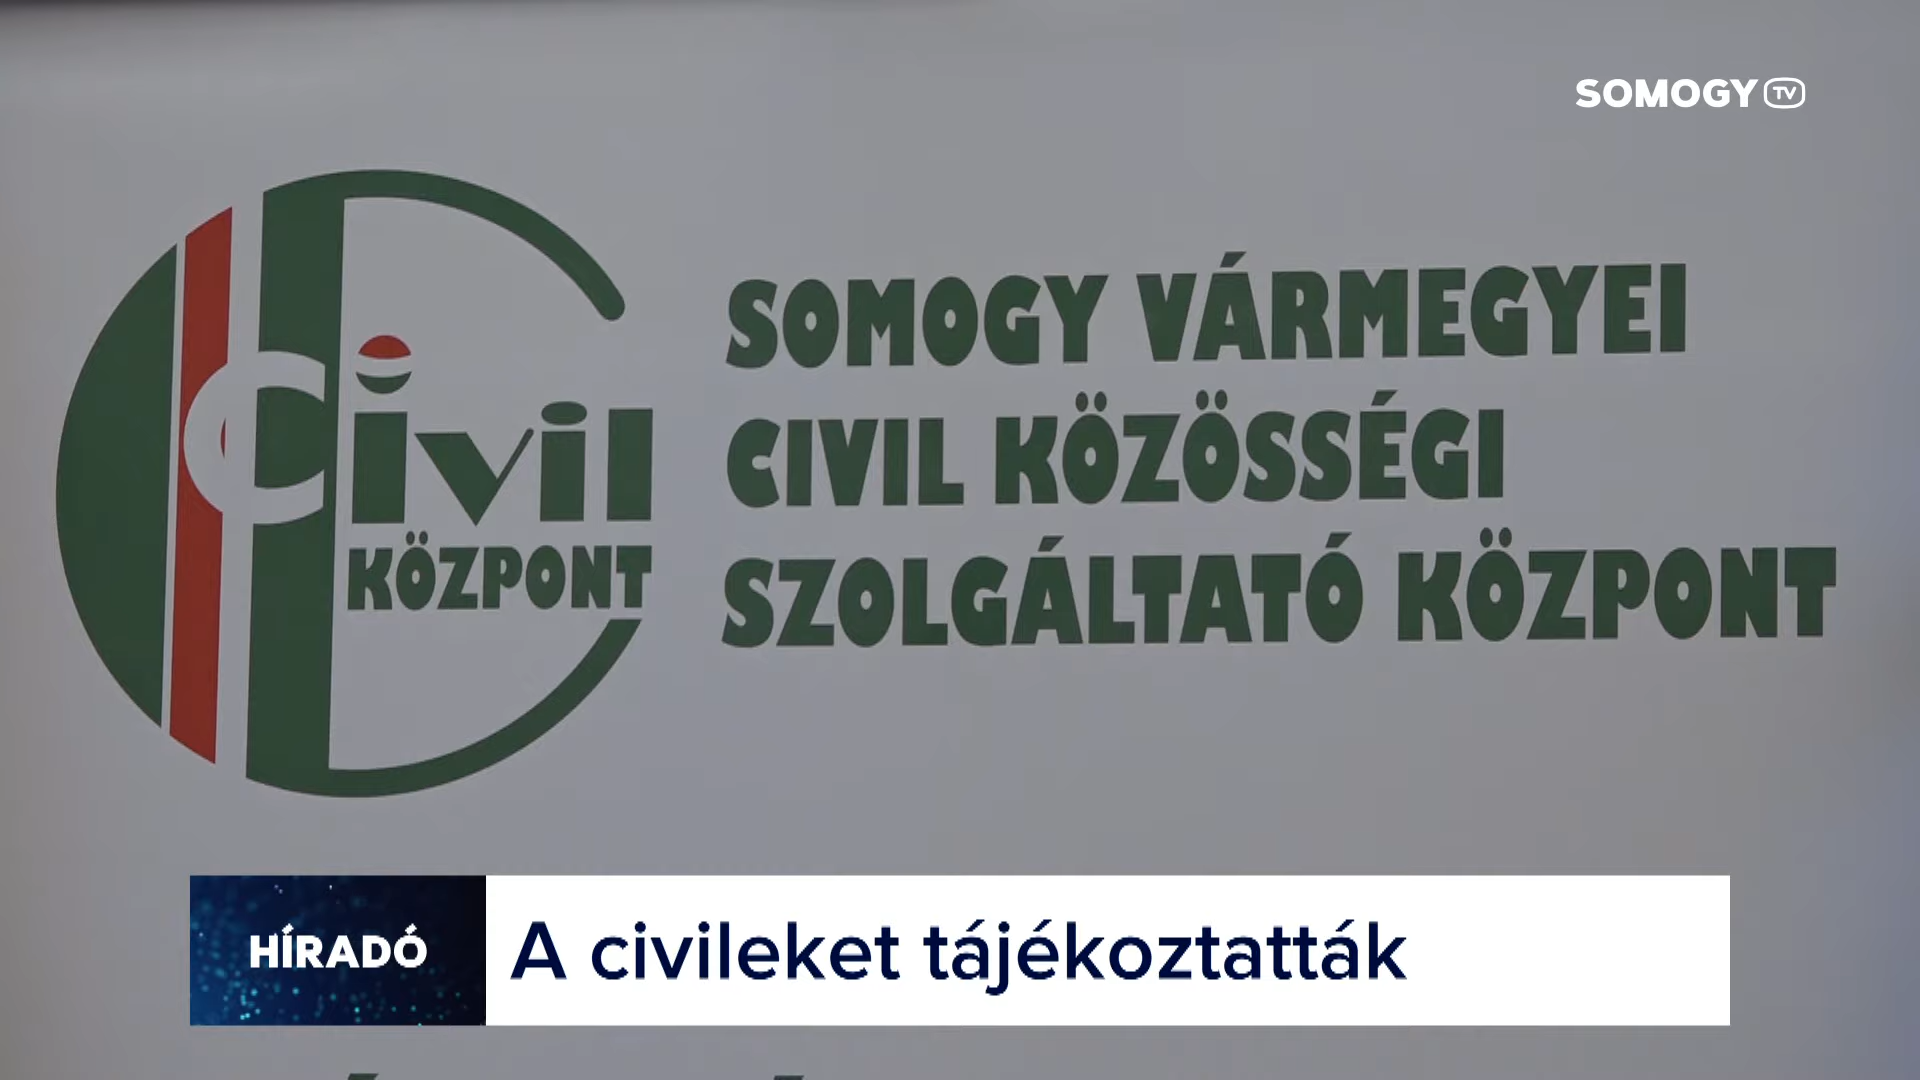 SOMOGY TV
Civil
KÖZPONT
SOMOGY VÁRMEGYEI
CIVIL KÖZÖSSÉGI
SZOLGÁLTATÓ KÖZPONT
HÍRADÓ
A civileket tájékoztatták